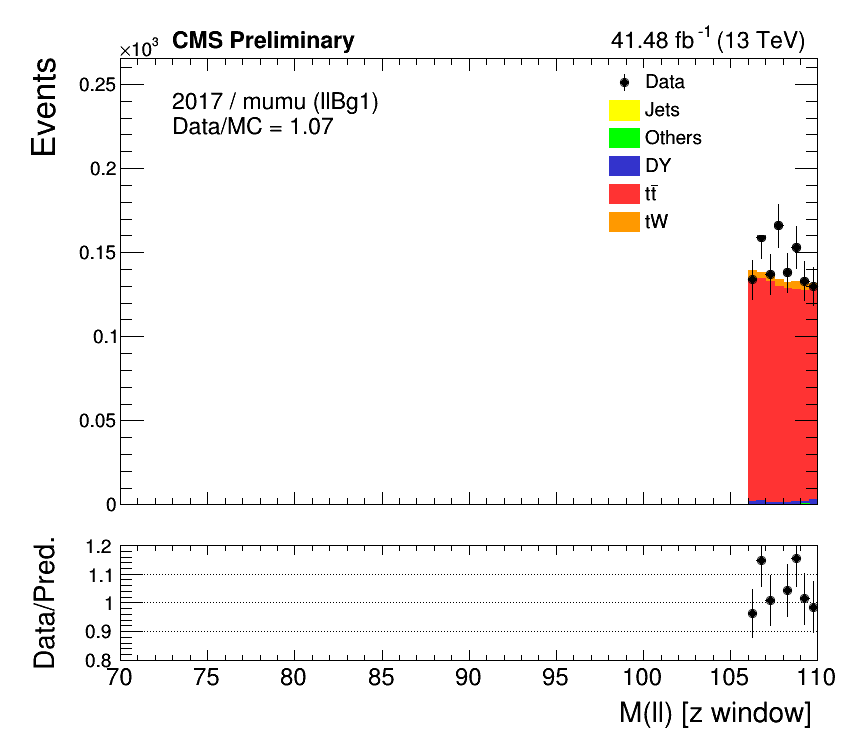 ×10³ CMS Preliminary 41.48 fb⁻¹ (13 TeV)
Events
2017 / mumu (llBg1)
Data/MC = 1.07
Data
Jets
Others
DY
tt̄
tW
0.25
0.2
0.15
0.1
0.05
0
Data/Pred.
1.2
1.1
1
0.9
0.8
70 75 80 85 90 95 100 105 110
M(ll) [z window]